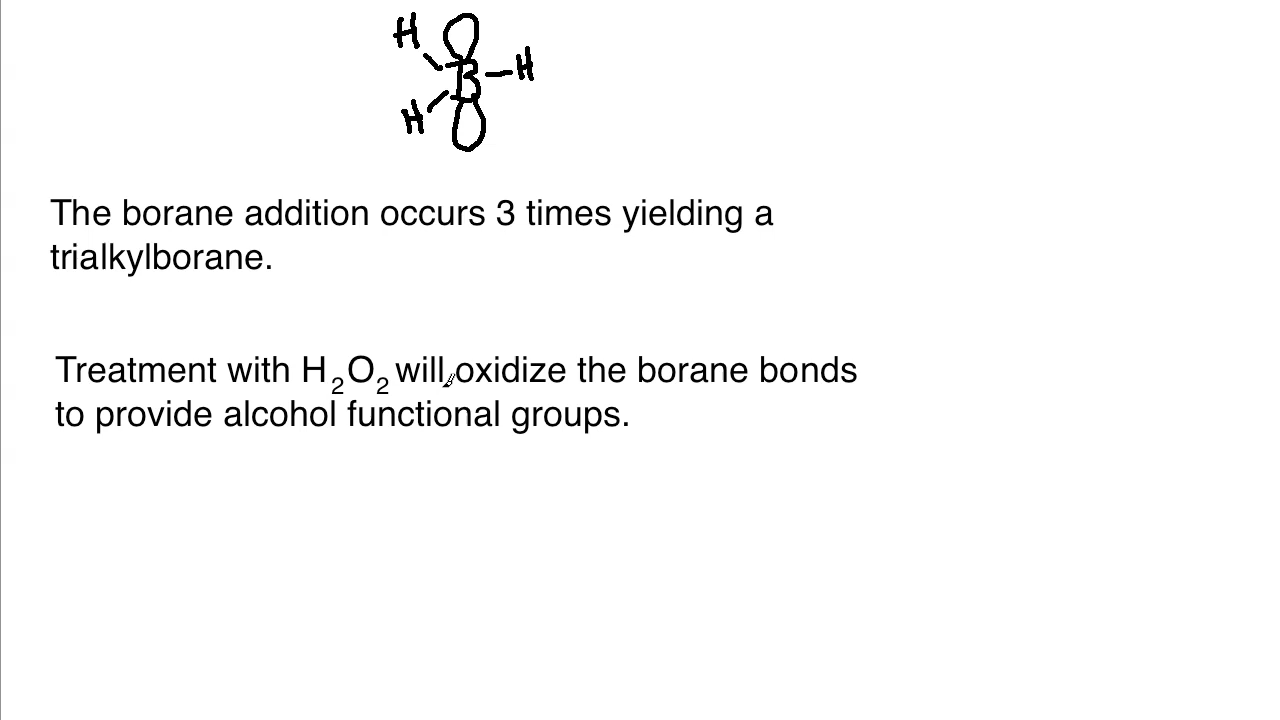 H
B – H
H
The borane addition occurs 3 times yielding a
trialkylborane.
Treatment with H₂O₂ will oxidize the borane bonds
to provide alcohol functional groups.